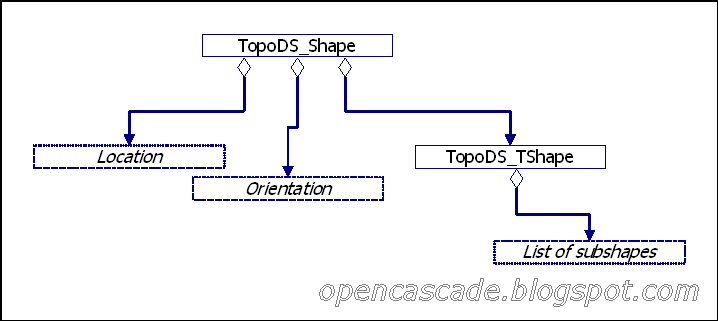 TopoDS_Shape
Location
TopoDS_TShape
Orientation
List of subshapes
opencascade.blogspot.com